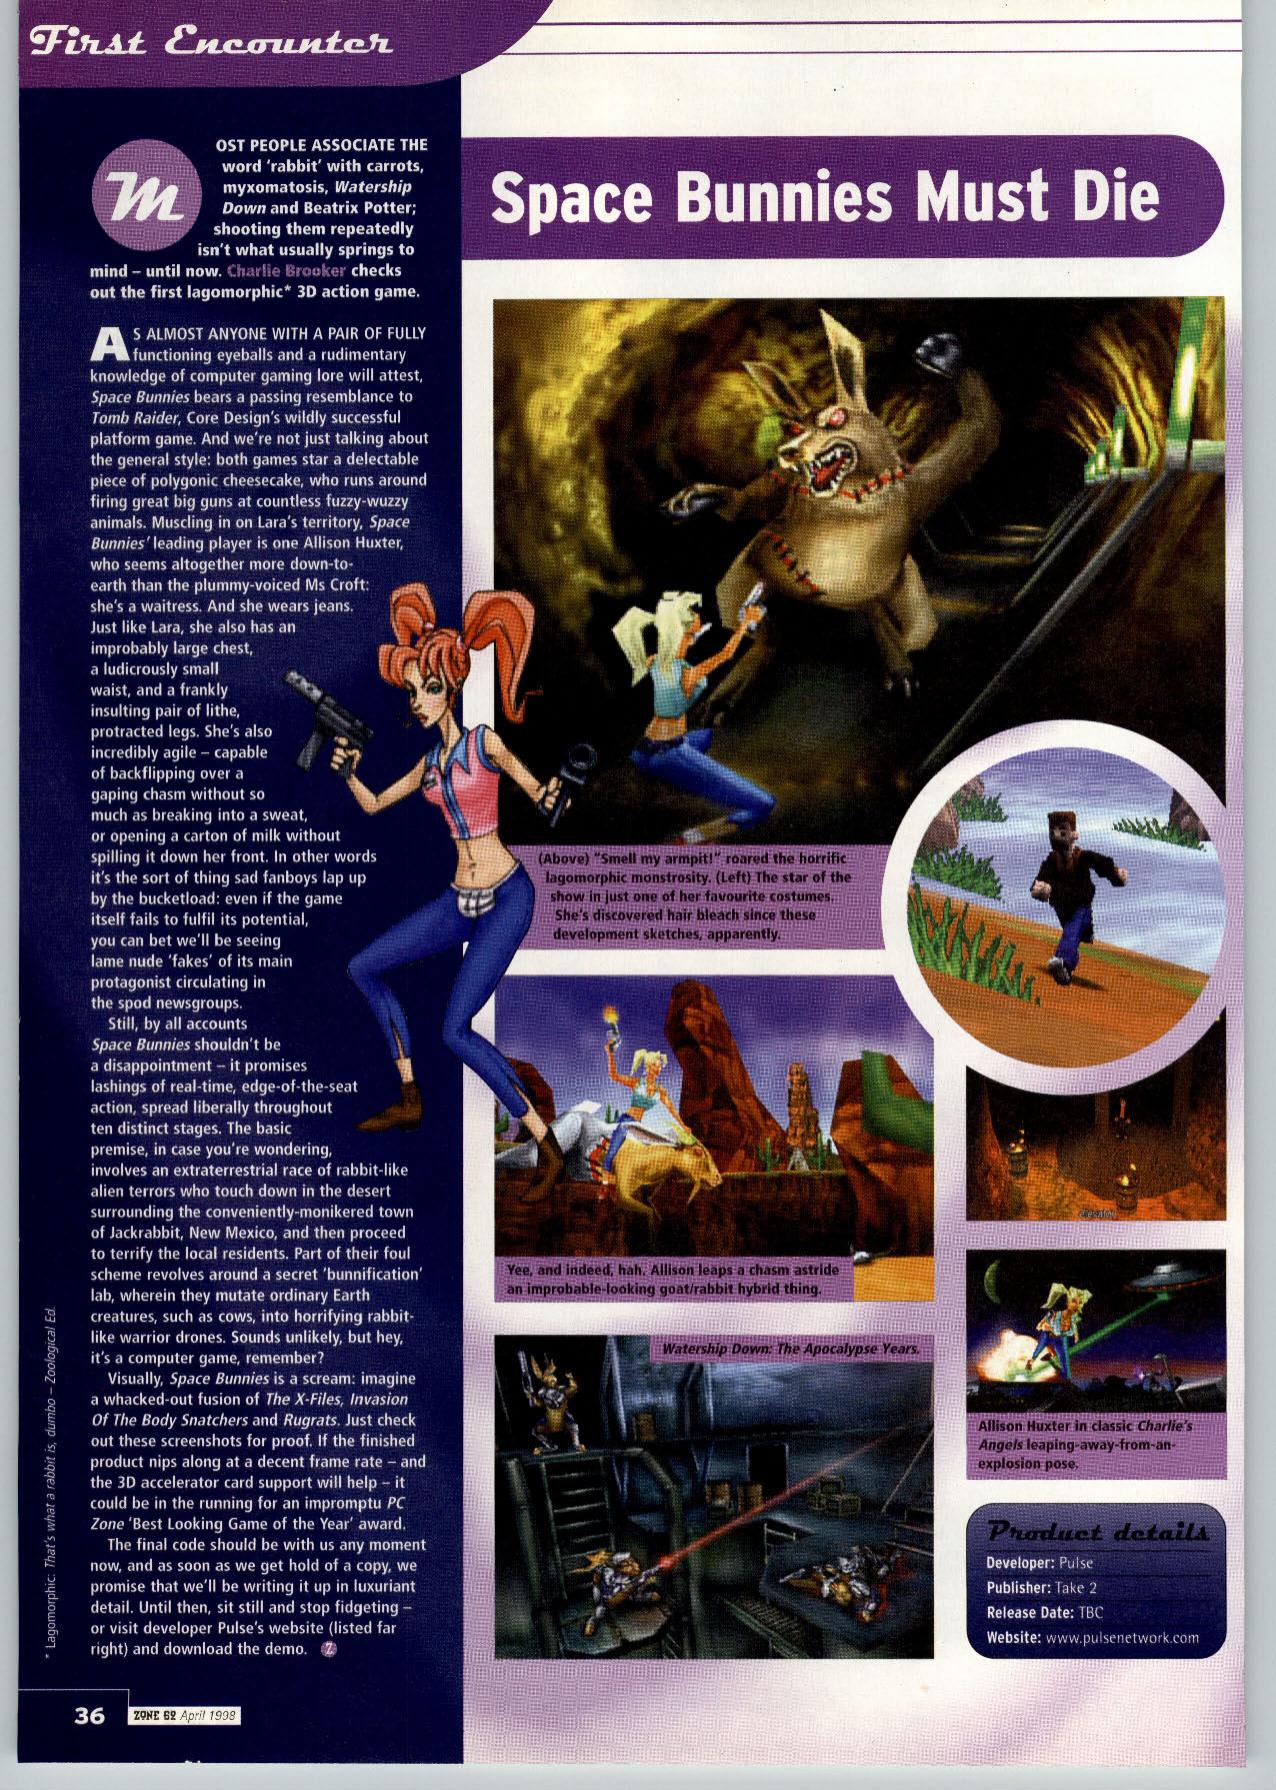 First Encounter
MOST PEOPLE ASSOCIATE THE
word 'rabbit' with carrots,
myxomatosis, Watership
Down and Beatrix Potter;
shooting them repeatedly
isn't what usually springs to
mind – until now. Charlie Brooker checks
out the first lagomorphic* 3D action game.
AS ALMOST ANYONE WITH A PAIR OF FULLY
functioning eyeballs and a rudimentary
knowledge of computer gaming lore will attest,
Space Bunnies bears a passing resemblance to
Tomb Raider, Core Design's wildly successful
platform game. And we're not just talking about
the general style: both games star a delectable
piece of polygonic cheesecake, who runs around
firing great big guns at countless fuzzy-wuzzy
animals. Muscling in on Lara's territory, Space
Bunnies' leading player is one Allison Huxter,
who seems altogether more down-to-
earth than the plummy-voiced Ms Croft:
she's a waitress. And she wears jeans.
Just like Lara, she also has an
improbably large chest,
a ludicrously small
waist, and a frankly
insulting pair of lithe,
protracted legs. She's also
incredibly agile – capable
of backflipping over a
gaping chasm without so
much as breaking into a sweat,
or opening a carton of milk without
spilling it down her front. In other words
it's the sort of thing sad fanboys lap up
by the bucketload: even if the game
itself fails to fulfil its potential,
you can bet we'll be seeing
lame nude 'fakes' of its main
protagonist circulating in
the spod newsgroups.
Still, by all accounts
Space Bunnies shouldn't be
a disappointment – it promises
lashings of real-time, edge-of-the-seat
action, spread liberally throughout
ten distinct stages. The basic
premise, in case you're wondering,
involves an extraterrestrial race of rabbit-like
alien terrors who touch down in the desert
surrounding the conveniently-monikered town
of Jackrabbit, New Mexico, and then proceed
to terrify the local residents. Part of their foul
scheme revolves around a secret 'bunnification'
lab, wherein they mutate ordinary Earth
creatures, such as cows, into horrifying rabbit-
like warrior drones. Sounds unlikely, but hey,
it's a computer game, remember?
Visually, Space Bunnies is a scream: imagine
a whacked-out fusion of The X-Files, Invasion
Of The Body Snatchers and Rugrats. Just check
out these screenshots for proof. If the finished
product nips along at a decent frame rate – and
the 3D accelerator card support will help – it
could be in the running for an impromptu PC
Zone 'Best Looking Game of the Year' award.
The final code should be with us any moment
now, and as soon as we get hold of a copy, we
promise that we'll be writing it up in luxuriant
detail. Until then, sit still and stop fidgeting –
or visit developer Pulse's website (listed far
right) and download the demo. Z
* Lagomorphic: That's what a rabbit is, dumbo – Zoological Ed.
36 ZONE 62 April 1998
Space Bunnies Must Die
(Above) "Smell my armpit!" roared the horrific
lagomorphic monstrosity. (Left) The star of the
show in just one of her favourite costumes.
She's discovered hair bleach since these
development sketches, apparently.
Yee, and indeed, hah. Allison leaps a chasm astride
an improbable-looking goat/rabbit hybrid thing.
Watership Down: The Apocalypse Years.
Allison Huxter in classic Charlie's
Angels leaping-away-from-an-
explosion pose.
Product details
Developer: Pulse
Publisher: Take 2
Release Date: TBC
Website: www.pulsenetwork.com